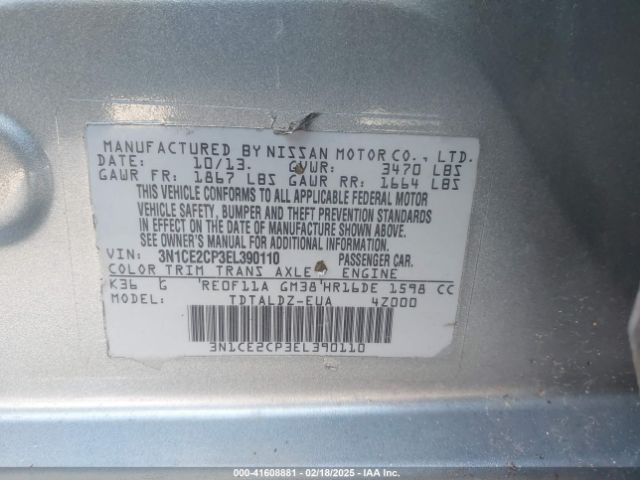 MANUFACTURED BY NISSAN MOTOR CO., LTD.
DATE: 10/13. GVWR: 3470 LBS
GAWR FR: 1867 LBS GAWR RR: 1664 LBS
THIS VEHICLE CONFORMS TO ALL APPLICABLE FEDERAL MOTOR
VEHICLE SAFETY, BUMPER AND THEFT PREVENTION STANDARDS
IN EFFECT ON THE DATE OF MANUFACTURE SHOWN ABOVE.
SEE OWNER'S MANUAL FOR ADDITIONAL INFORMATION.
VIN: 3N1CE2CP3EL390110 PASSENGER CAR.
COLOR TRIM TRANS AXLE ENGINE
K36 G 'REOF11A GM38'HR16DE 1598 CC
MODEL: TDTALDZ-EUA 4Z000
3N1CE2CP3EL390110
000-41608881 - 02/18/2025 - IAA Inc.